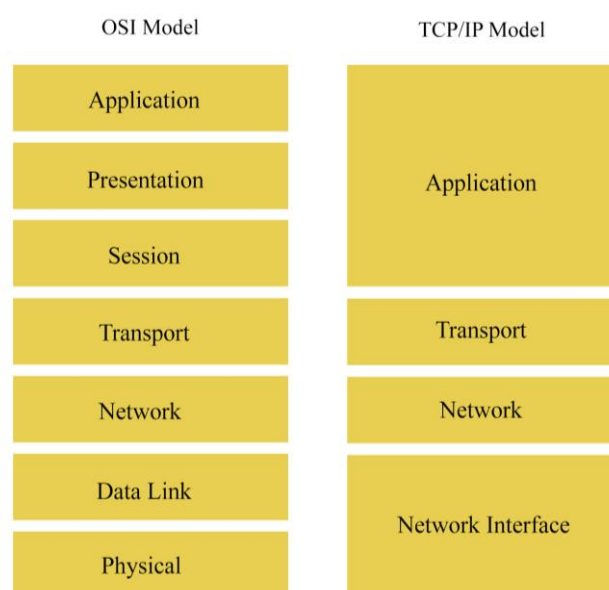 OSI Model
Application
Presentation
Session
Transport
Network
Data Link
Physical
TCP/IP Model
Application
Transport
Network
Network Interface